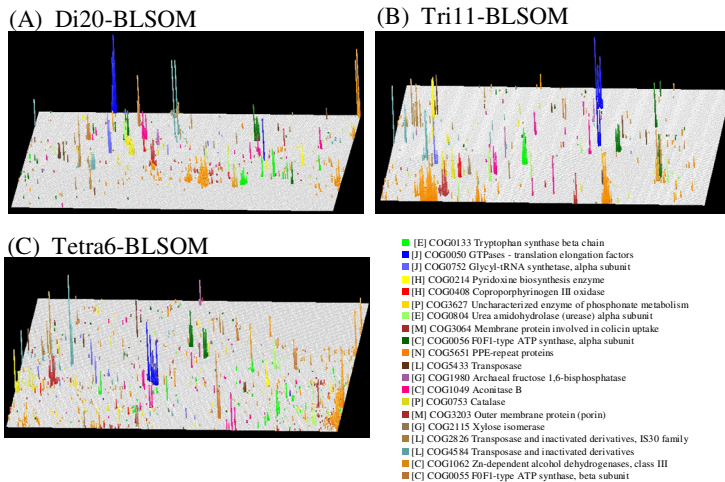 (A) Di20-BLSOM
(B) Tri11-BLSOM
(C) Tetra6-BLSOM
[E] COG0133 Tryptophan synthase beta chain
[J] COG0050 GTPases - translation elongation factors
[J] COG0752 Glycyl-tRNA synthetase, alpha subunit
[H] COG0214 Pyridoxine biosynthesis enzyme
[H] COG0408 Coproporphyrinogen III oxidase
[P] COG3627 Uncharacterized enzyme of phosphonate metabolism
[E] COG0804 Urea amidohydrolase (urease) alpha subunit
[M] COG3064 Membrane protein involved in colicin uptake
[C] COG0056 F0F1-type ATP synthase, alpha subunit
[N] COG5651 PPE-repeat proteins
[L] COG5433 Transposase
[G] COG1980 Archaeal fructose 1,6-bisphosphatase
[C] COG1049 Aconitase B
[P] COG0753 Catalase
[M] COG3203 Outer membrane protein (porin)
[G] COG2115 Xylose isomerase
[L] COG2826 Transposase and inactivated derivatives, IS30 family
[L] COG4584 Transposase and inactivated derivatives
[C] COG1062 Zn-dependent alcohol dehydrogenases, class III
[C] COG0055 F0F1-type ATP synthase, beta subunit